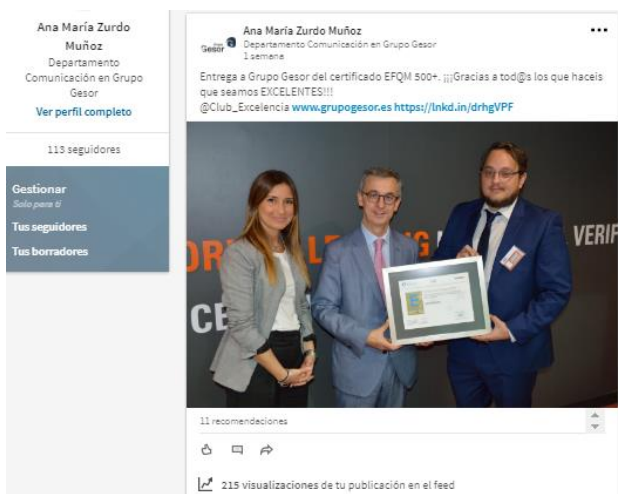 Ana María Zurdo
Muñoz
Departamento
Comunicación en Grupo
Gesor
Ver perfil completo
113 seguidores
Gestionar
Solo para ti
Tus seguidores
Tus borradores
Gesor
Ana María Zurdo Muñoz
Departamento Comunicación en Grupo Gesor
1 semana
Entrega a Grupo Gesor del certificado EFQM 500+. ¡¡¡Gracias a tod@s los que haceis
que seamos EXCELENTES!!!
@Club_Excelencia www.grupogesor.es https://lnkd.in/drhgVPF
VERIF
CE
11 recomendaciones
215 visualizaciones de tu publicación en el feed